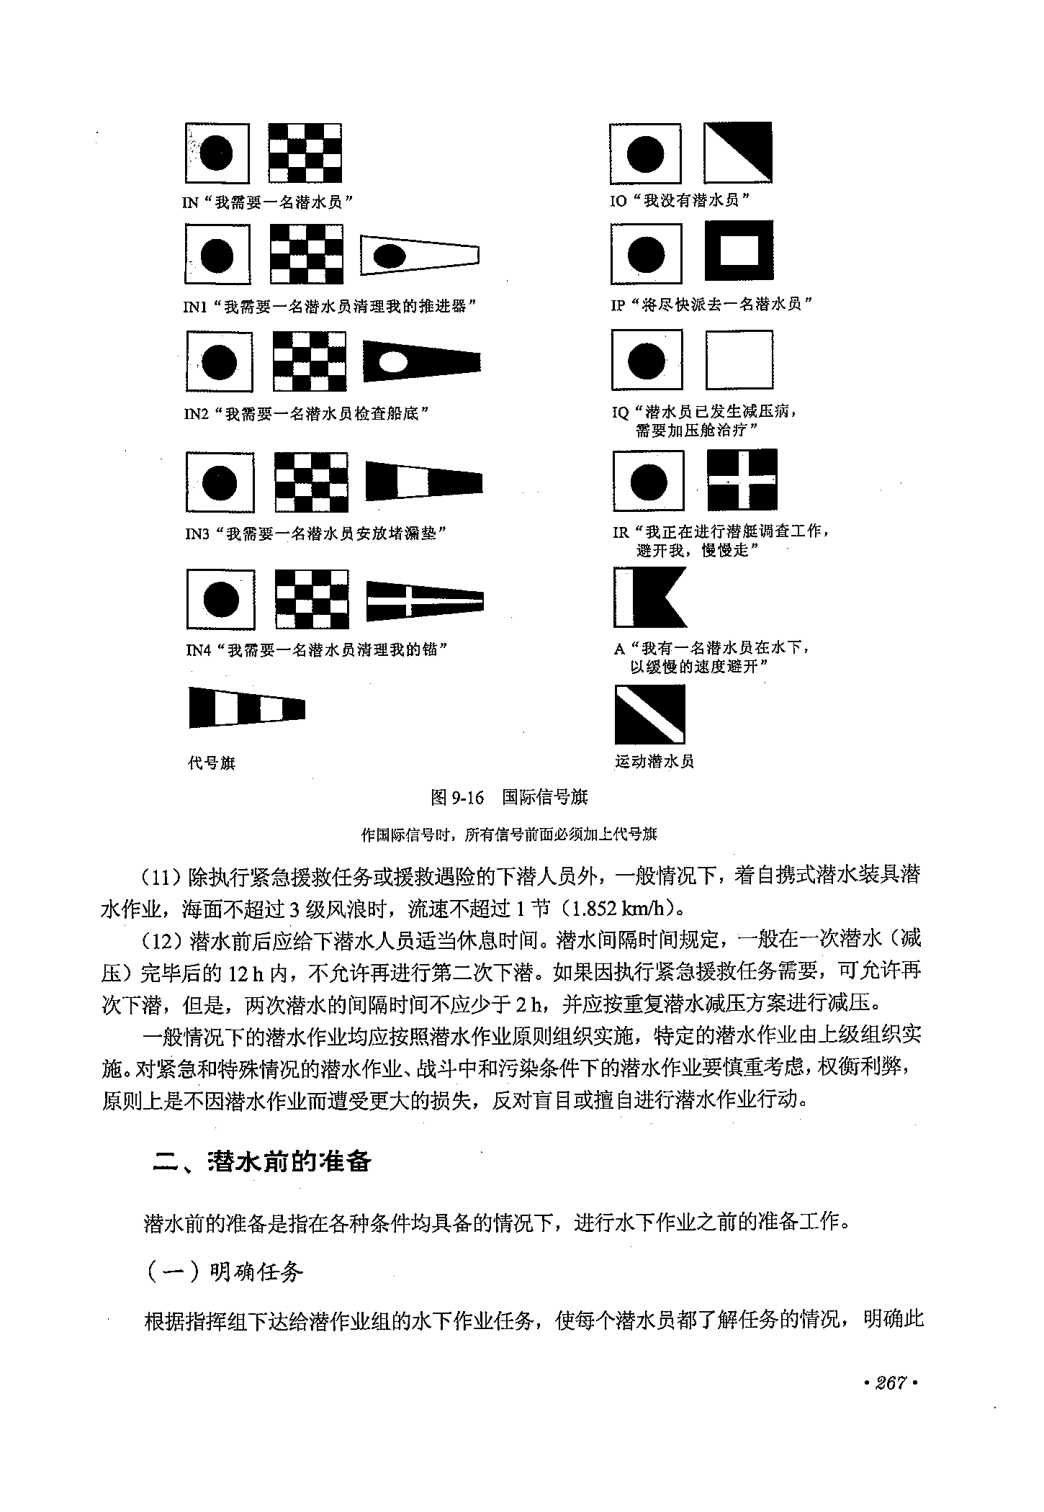 IN“我需要一名潜水员”
IN1“我需要一名潜水员清理我的推进器”
IN2“我需要一名潜水员检查船底”
IN3“我需要一名潜水员安放堵漏垫”
IN4“我需要一名潜水员清理我的锚”
代号旗
IO“我没有潜水员”
IP“将尽快派去一名潜水员”
IQ“潜水员已发生减压病，
需要加压舱治疗”
IR“我正在进行潜艇调查工作，
避开我，慢慢走”
A“我有一名潜水员在水下，
以缓慢的速度避开”
运动潜水员
图 9-16 国际信号旗
作国际信号时，所有信号前面必须加上代号旗
（11）除执行紧急援救任务或援救遇险的下潜人员外，一般情况下，着自携式潜水装具潜
水作业，海面不超过 3 级风浪时，流速不超过 1 节（1.852 km/h）。
（12）潜水前后应给下潜水人员适当休息时间。潜水间隔时间规定，一般在一次潜水（减
压）完毕后的 12 h 内，不允许再进行第二次下潜。如果因执行紧急援救任务需要，可允许再
次下潜，但是，两次潜水的间隔时间不应少于 2 h，并应按重复潜水减压方案进行减压。
一般情况下的潜水作业均应按照潜水作业原则组织实施，特定的潜水作业由上级组织实
施。对紧急和特殊情况的潜水作业、战斗中和污染条件下的潜水作业要慎重考虑，权衡利弊，
原则上是不因潜水作业而遭受更大的损失，反对盲目或擅自进行潜水作业行动。
二、潜水前的准备
潜水前的准备是指在各种条件均具备的情况下，进行水下作业之前的准备工作。
（一）明确任务
根据指挥组下达给潜作业组的水下作业任务，使每个潜水员都了解任务的情况，明确此
·267·